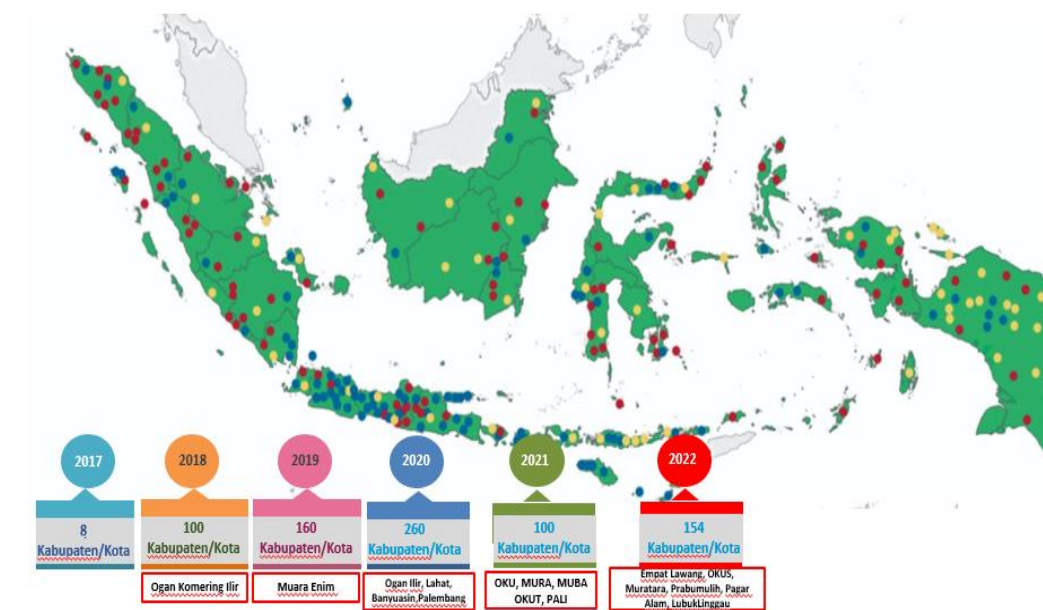 2017
2018
2019
2020
2021
2022
8
Kabupaten/Kota
100
Kabupaten/Kota
160
Kabupaten/Kota
260
Kabupaten/Kota
100
Kabupaten/Kota
154
Kabupaten/Kota
Ogan Komering Ilir
Muara Enim
Ogan Ilir, Lahat,
Banyuasin,Palembang
OKU, MURA, MUBA
OKUT, PALI
Empat Lawang, OKUS,
Muratara, Prabumulih, Pagar
Alam, LubukLinggau